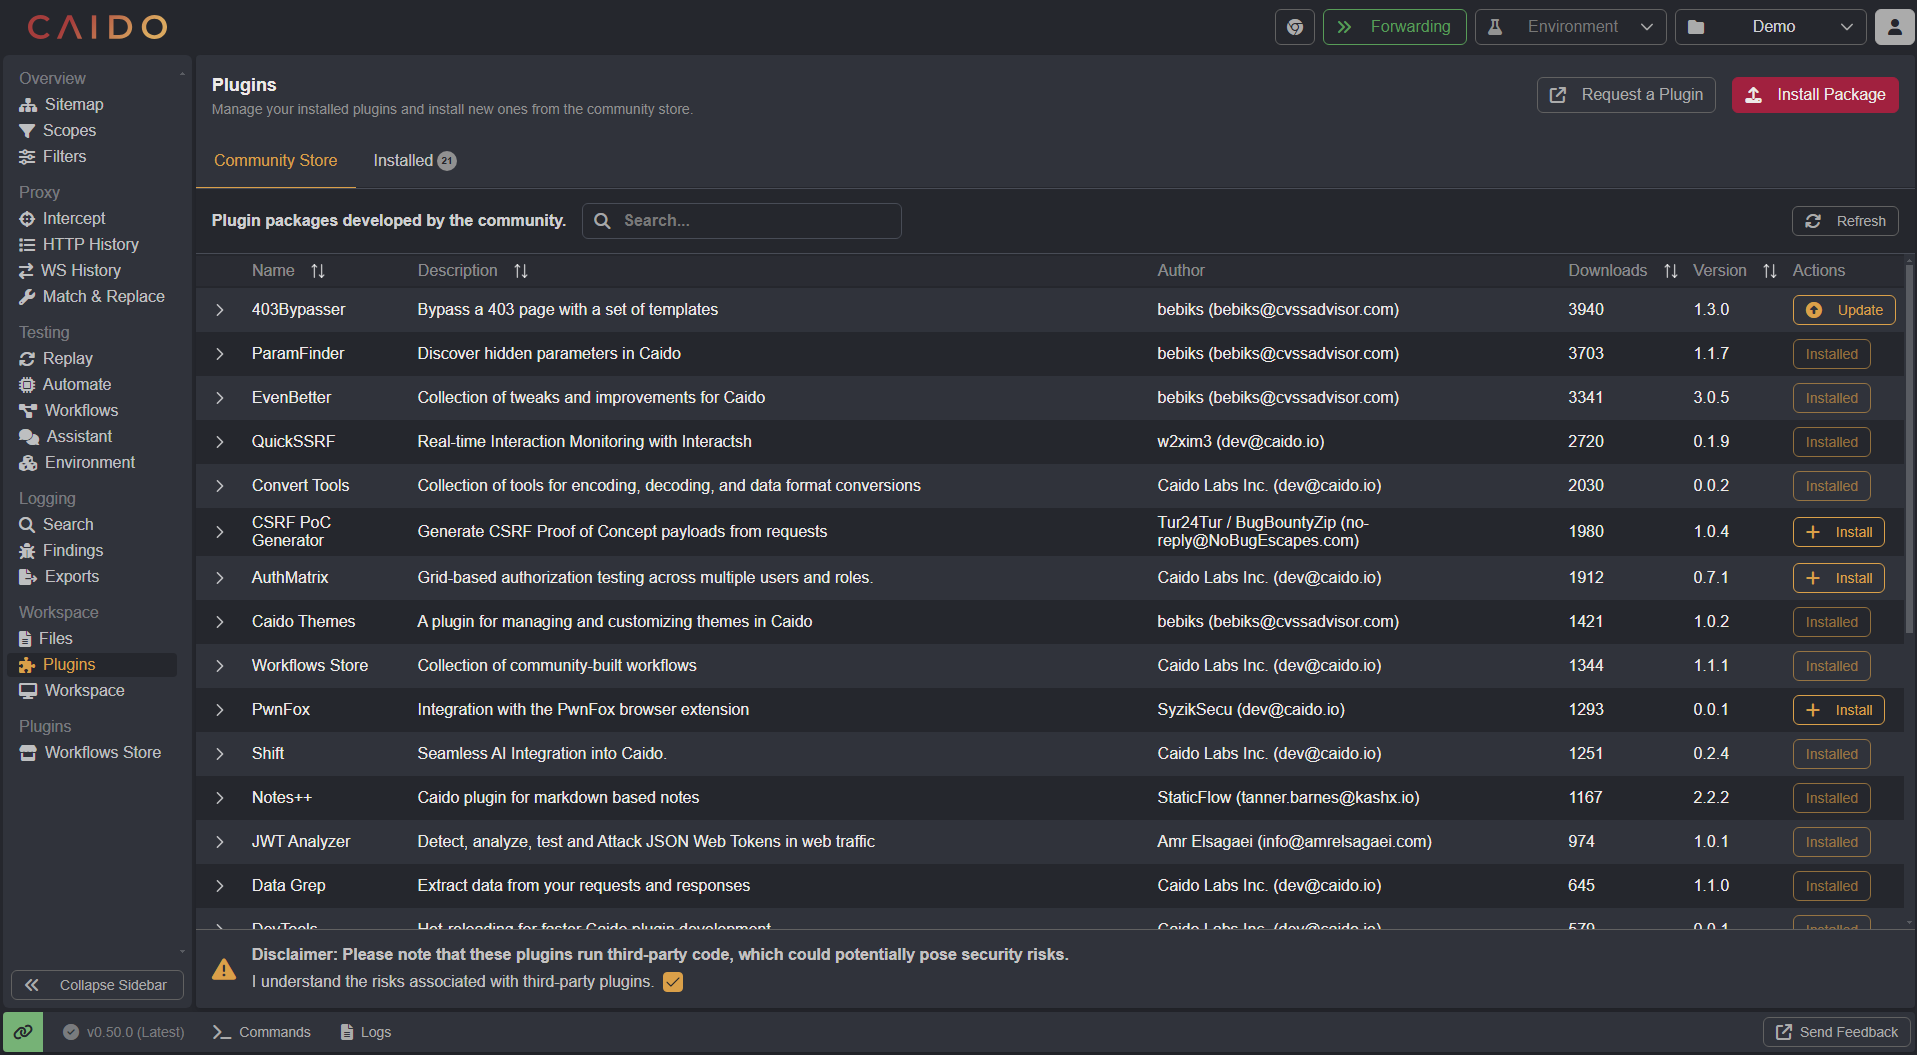 CAIDO
Forwarding
Environment
Demo
Overview
Sitemap
Scopes
Filters
Proxy
Intercept
HTTP History
WS History
Match & Replace
Testing
Replay
Automate
Workflows
Assistant
Environment
Logging
Search
Findings
Exports
Workspace
Files
Plugins
Workspace
Plugins
Workflows Store
Collapse Sidebar
Plugins
Manage your installed plugins and install new ones from the community store.
Request a Plugin
Install Package
Community Store
Installed 21
Plugin packages developed by the community.
Search...
Refresh
Name Description Author Downloads Version Actions
403Bypasser Bypass a 403 page with a set of templates bebiks (bebiks@cvssadvisor.com) 3940 1.3.0 Update
ParamFinder Discover hidden parameters in Caido bebiks (bebiks@cvssadvisor.com) 3703 1.1.7 Installed
EvenBetter Collection of tweaks and improvements for Caido bebiks (bebiks@cvssadvisor.com) 3341 3.0.5 Installed
QuickSSRF Real-time Interaction Monitoring with Interactsh w2xim3 (dev@caido.io) 2720 0.1.9 Installed
Convert Tools Collection of tools for encoding, decoding, and data format conversions Caido Labs Inc. (dev@caido.io) 2030 0.0.2 Installed
CSRF PoC
Generator
Generate CSRF Proof of Concept payloads from requests
Tur24Tur / BugBountyZip (no-
reply@NoBugEscapes.com)
1980 1.0.4 Install
AuthMatrix Grid-based authorization testing across multiple users and roles. Caido Labs Inc. (dev@caido.io) 1912 0.7.1 Install
Caido Themes A plugin for managing and customizing themes in Caido bebiks (bebiks@cvssadvisor.com) 1421 1.0.2 Installed
Workflows Store Collection of community-built workflows Caido Labs Inc. (dev@caido.io) 1344 1.1.1 Installed
PwnFox Integration with the PwnFox browser extension SyzikSecu (dev@caido.io) 1293 0.0.1 Install
Shift Seamless AI Integration into Caido. Caido Labs Inc. (dev@caido.io) 1251 0.2.4 Installed
Notes++ Caido plugin for markdown based notes StaticFlow (tanner.barnes@kashx.io) 1167 2.2.2 Installed
JWT Analyzer Detect, analyze, test and Attack JSON Web Tokens in web traffic Amr Elsagaei (info@amrelsagaei.com) 974 1.0.1 Installed
Data Grep Extract data from your requests and responses Caido Labs Inc. (dev@caido.io) 645 1.1.0 Installed
DevTools Hot-reloading for faster Caido plugin development Caido Labs Inc. (dev@caido.io) 579 0.0.1 Installed
Disclaimer: Please note that these plugins run third-party code, which could potentially pose security risks.
I understand the risks associated with third-party plugins.
v0.50.0 (Latest)
Commands
Logs
Send Feedback